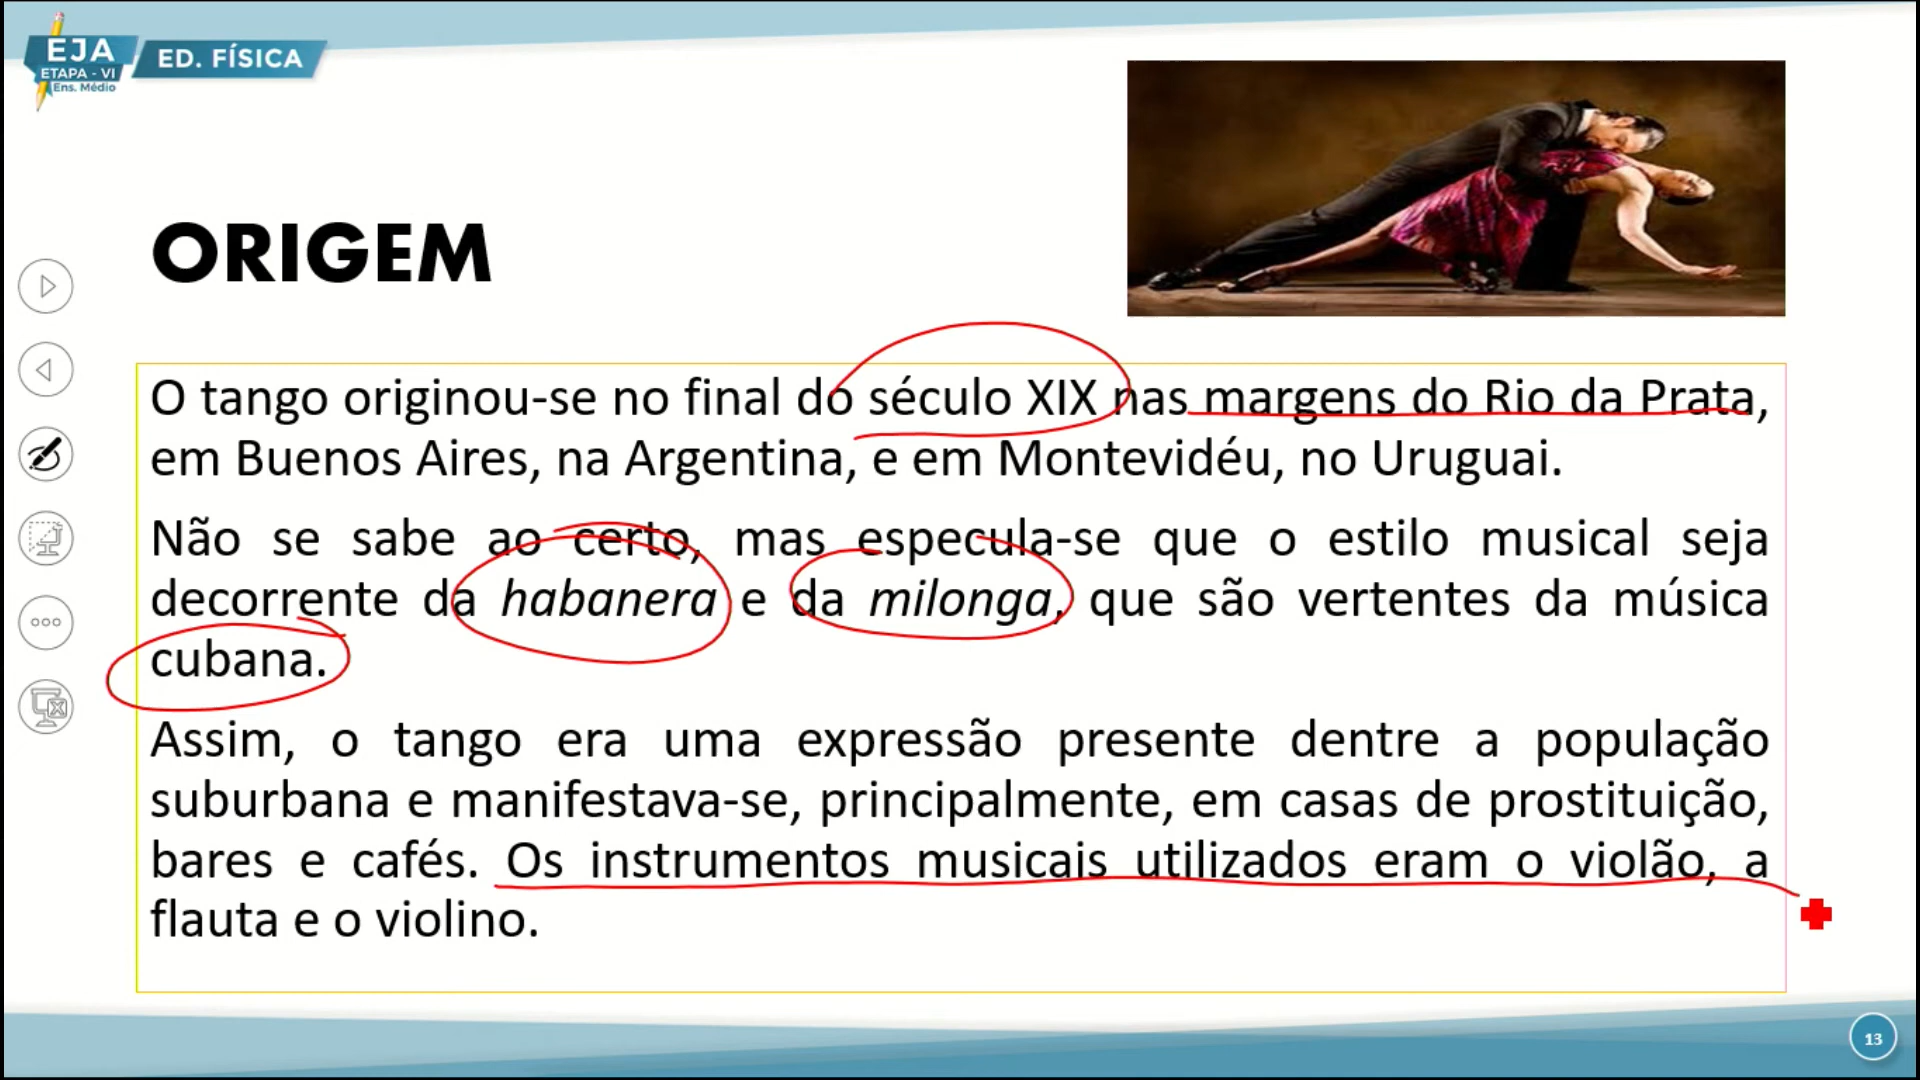 EJA
ETAPA - VI
Ens. Médio
ED. FÍSICA
ORIGEM
O tango originou-se no final do século XIX nas margens do Rio da Prata,
em Buenos Aires, na Argentina, e em Montevidéu, no Uruguai.
Não se sabe ao certo, mas especula-se que o estilo musical seja
decorrente da habanera e da milonga, que são vertentes da música
cubana.
Assim, o tango era uma expressão presente dentre a população
suburbana e manifestava-se, principalmente, em casas de prostituição,
bares e cafés. Os instrumentos musicais utilizados eram o violão, a
flauta e o violino.
13